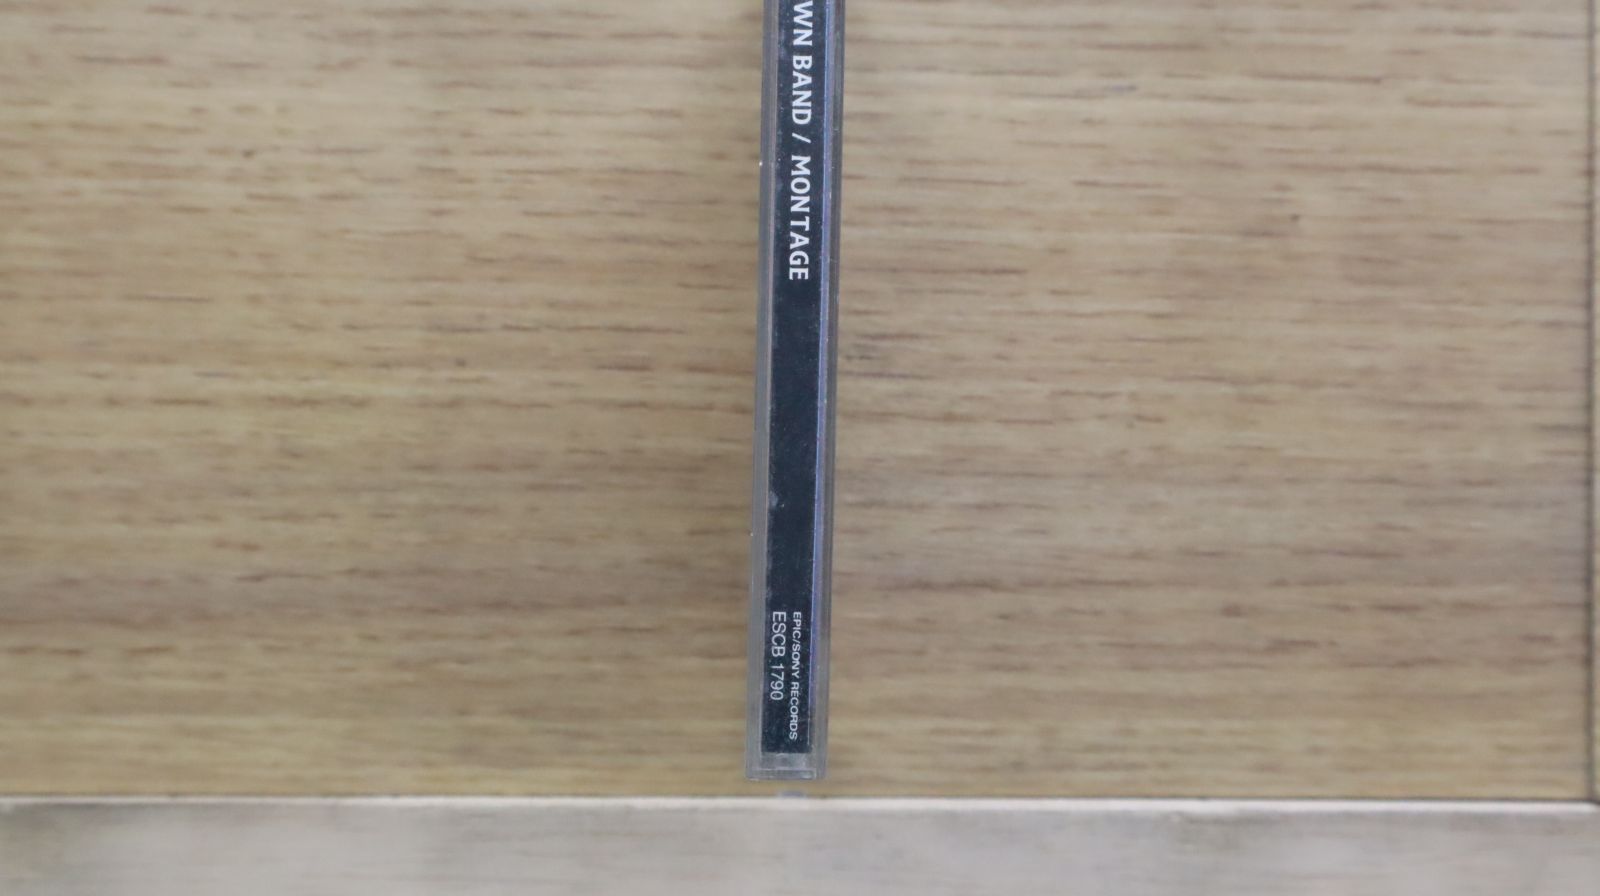 WN BAND / MONTAGE
EPIC/SONY RECORDS
ESCB 1790